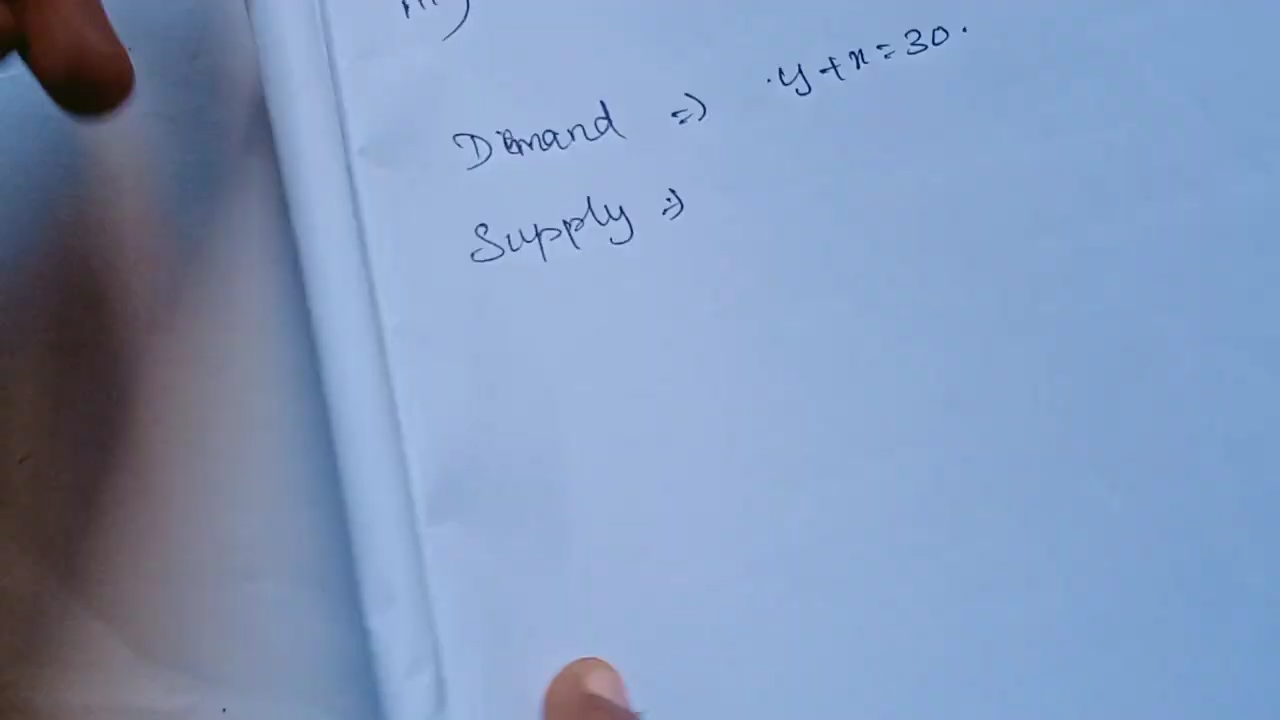 Demand => y+x=30.
Supply =>